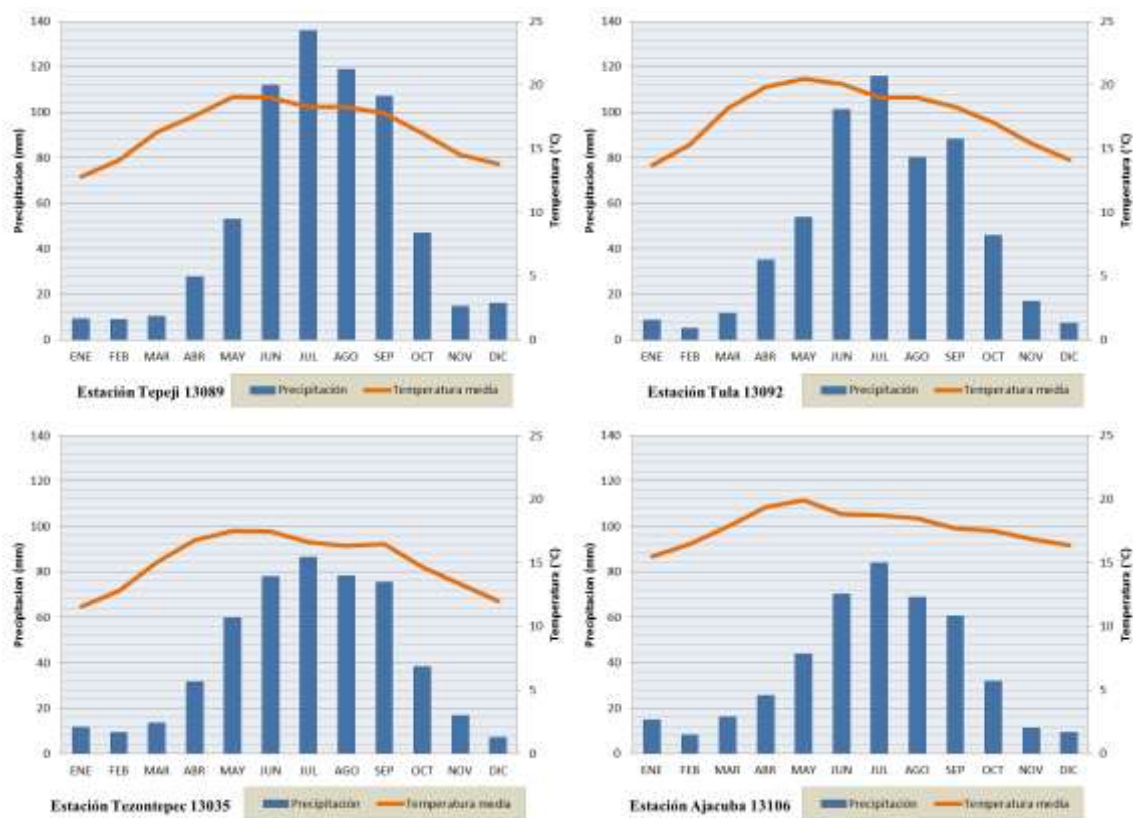 140 120 100 80 60 40 20 0
Precipitacion (mm)
25 20 15 10 5 0
Temperatura (°C)
ENE FEB MAR ABR MAY JUN JUL AGO SEP OCT NOV DIC
Estación Tepeji 13089 Precipitación Temperatura media
140 120 100 80 60 40 20 0
Precipitacion (mm)
25 20 15 10 5 0
Temperatura (°C)
ENE FEB MAR ABR MAY JUN JUL AGO SEP OCT NOV DIC
Estación Tula 13092 Precipitación Temperatura media
140 120 100 80 60 40 20 0
Precipitacion (mm)
25 20 15 10 5 0
Temperatura (°C)
ENE FEB MAR ABR MAY JUN JUL AGO SEP OCT NOV DIC
Estación Tezontepec 13035 Precipitación Temperatura media
140 120 100 80 60 40 20 0
Precipitacion (mm)
25 20 15 10 5 0
Temperatura (°C)
ENE FEB MAR ABR MAY JUN JUL AGO SEP OCT NOV DIC
Estación Ajacuba 13106 Precipitación Temperatura media